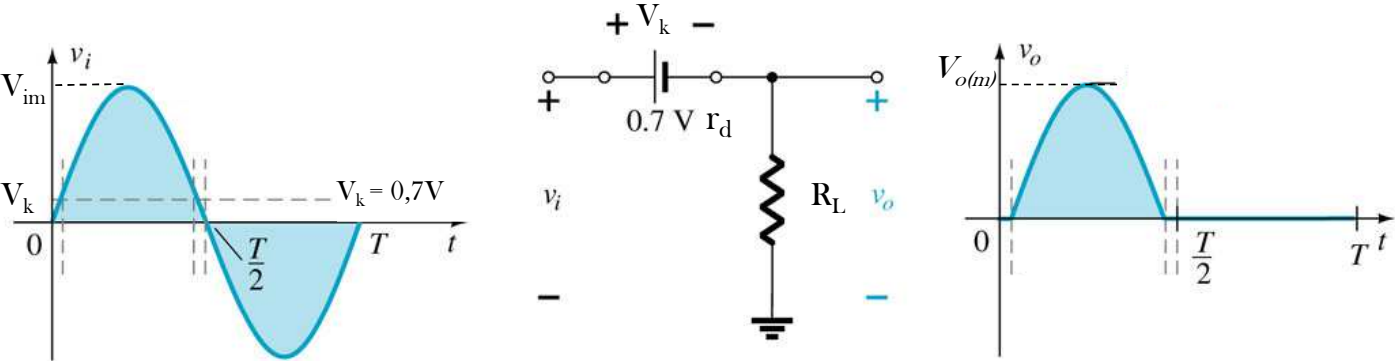 v_i
V_im
V_k
V_k = 0,7V
0
T/2
T
t
+ V_k −
+
0.7 V r_d
+
v_i
R_L
v_o
−
−
v_o
V_o(m)
0
T/2
T
t